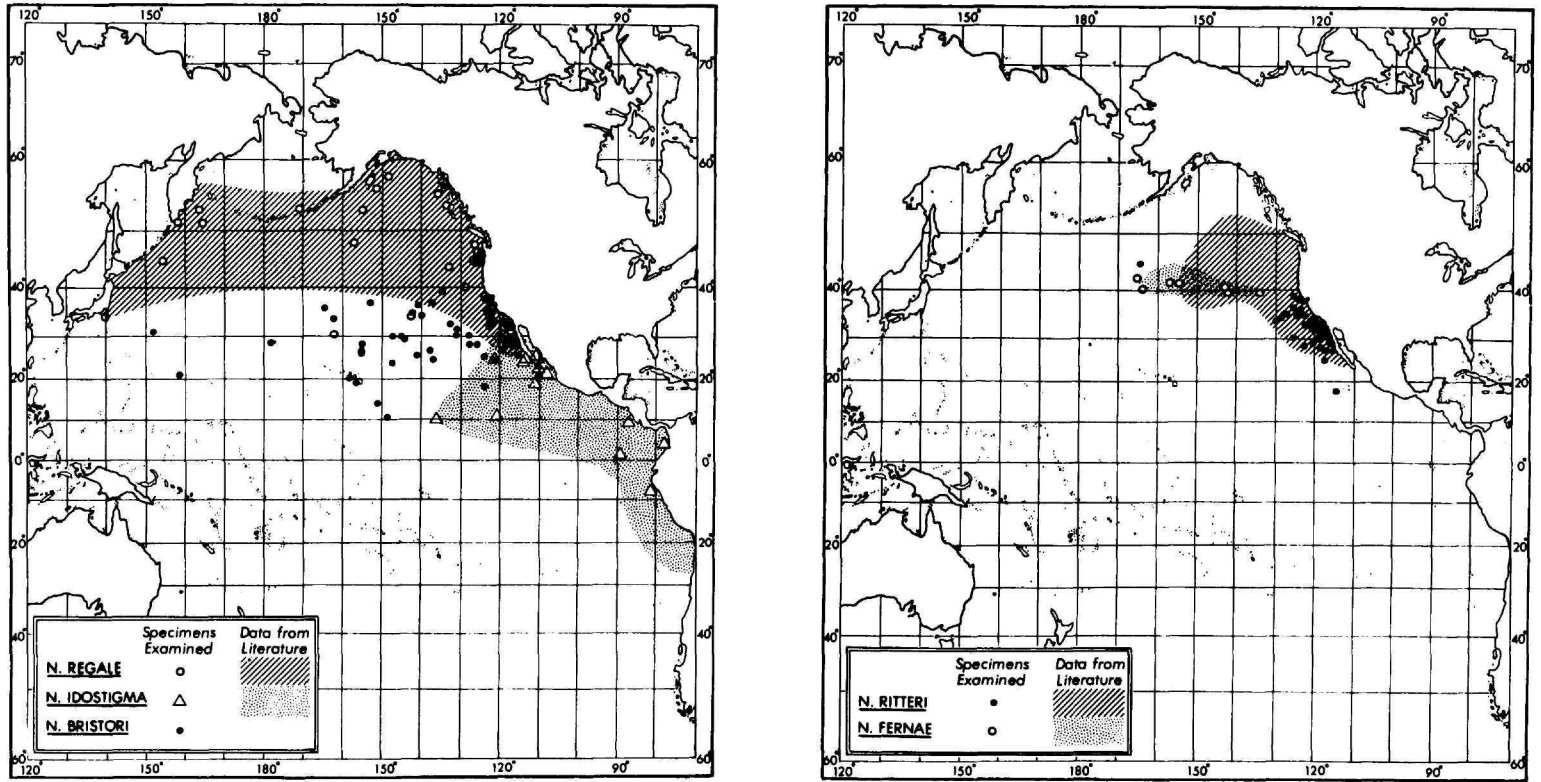 120° 150° 180° 150° 120° 90°
70° 70°
60° 60°
40° 40°
20° 20°
0° 0°
20° 20°
40° 40°
60° 60°
Specimens Examined
Data from Literature
N. REGALE
N. IDOSTIGMA
N. BRISTORI
120° 150° 180° 150° 120° 90°
120° 150° 180° 150° 120° 90°
70° 70°
60° 60°
40° 40°
20° 20°
0° 0°
20° 20°
40° 40°
60° 60°
Specimens Examined
Data from Literature
N. RITTERI
N. FERNAE
120° 150° 180° 150° 120° 90°